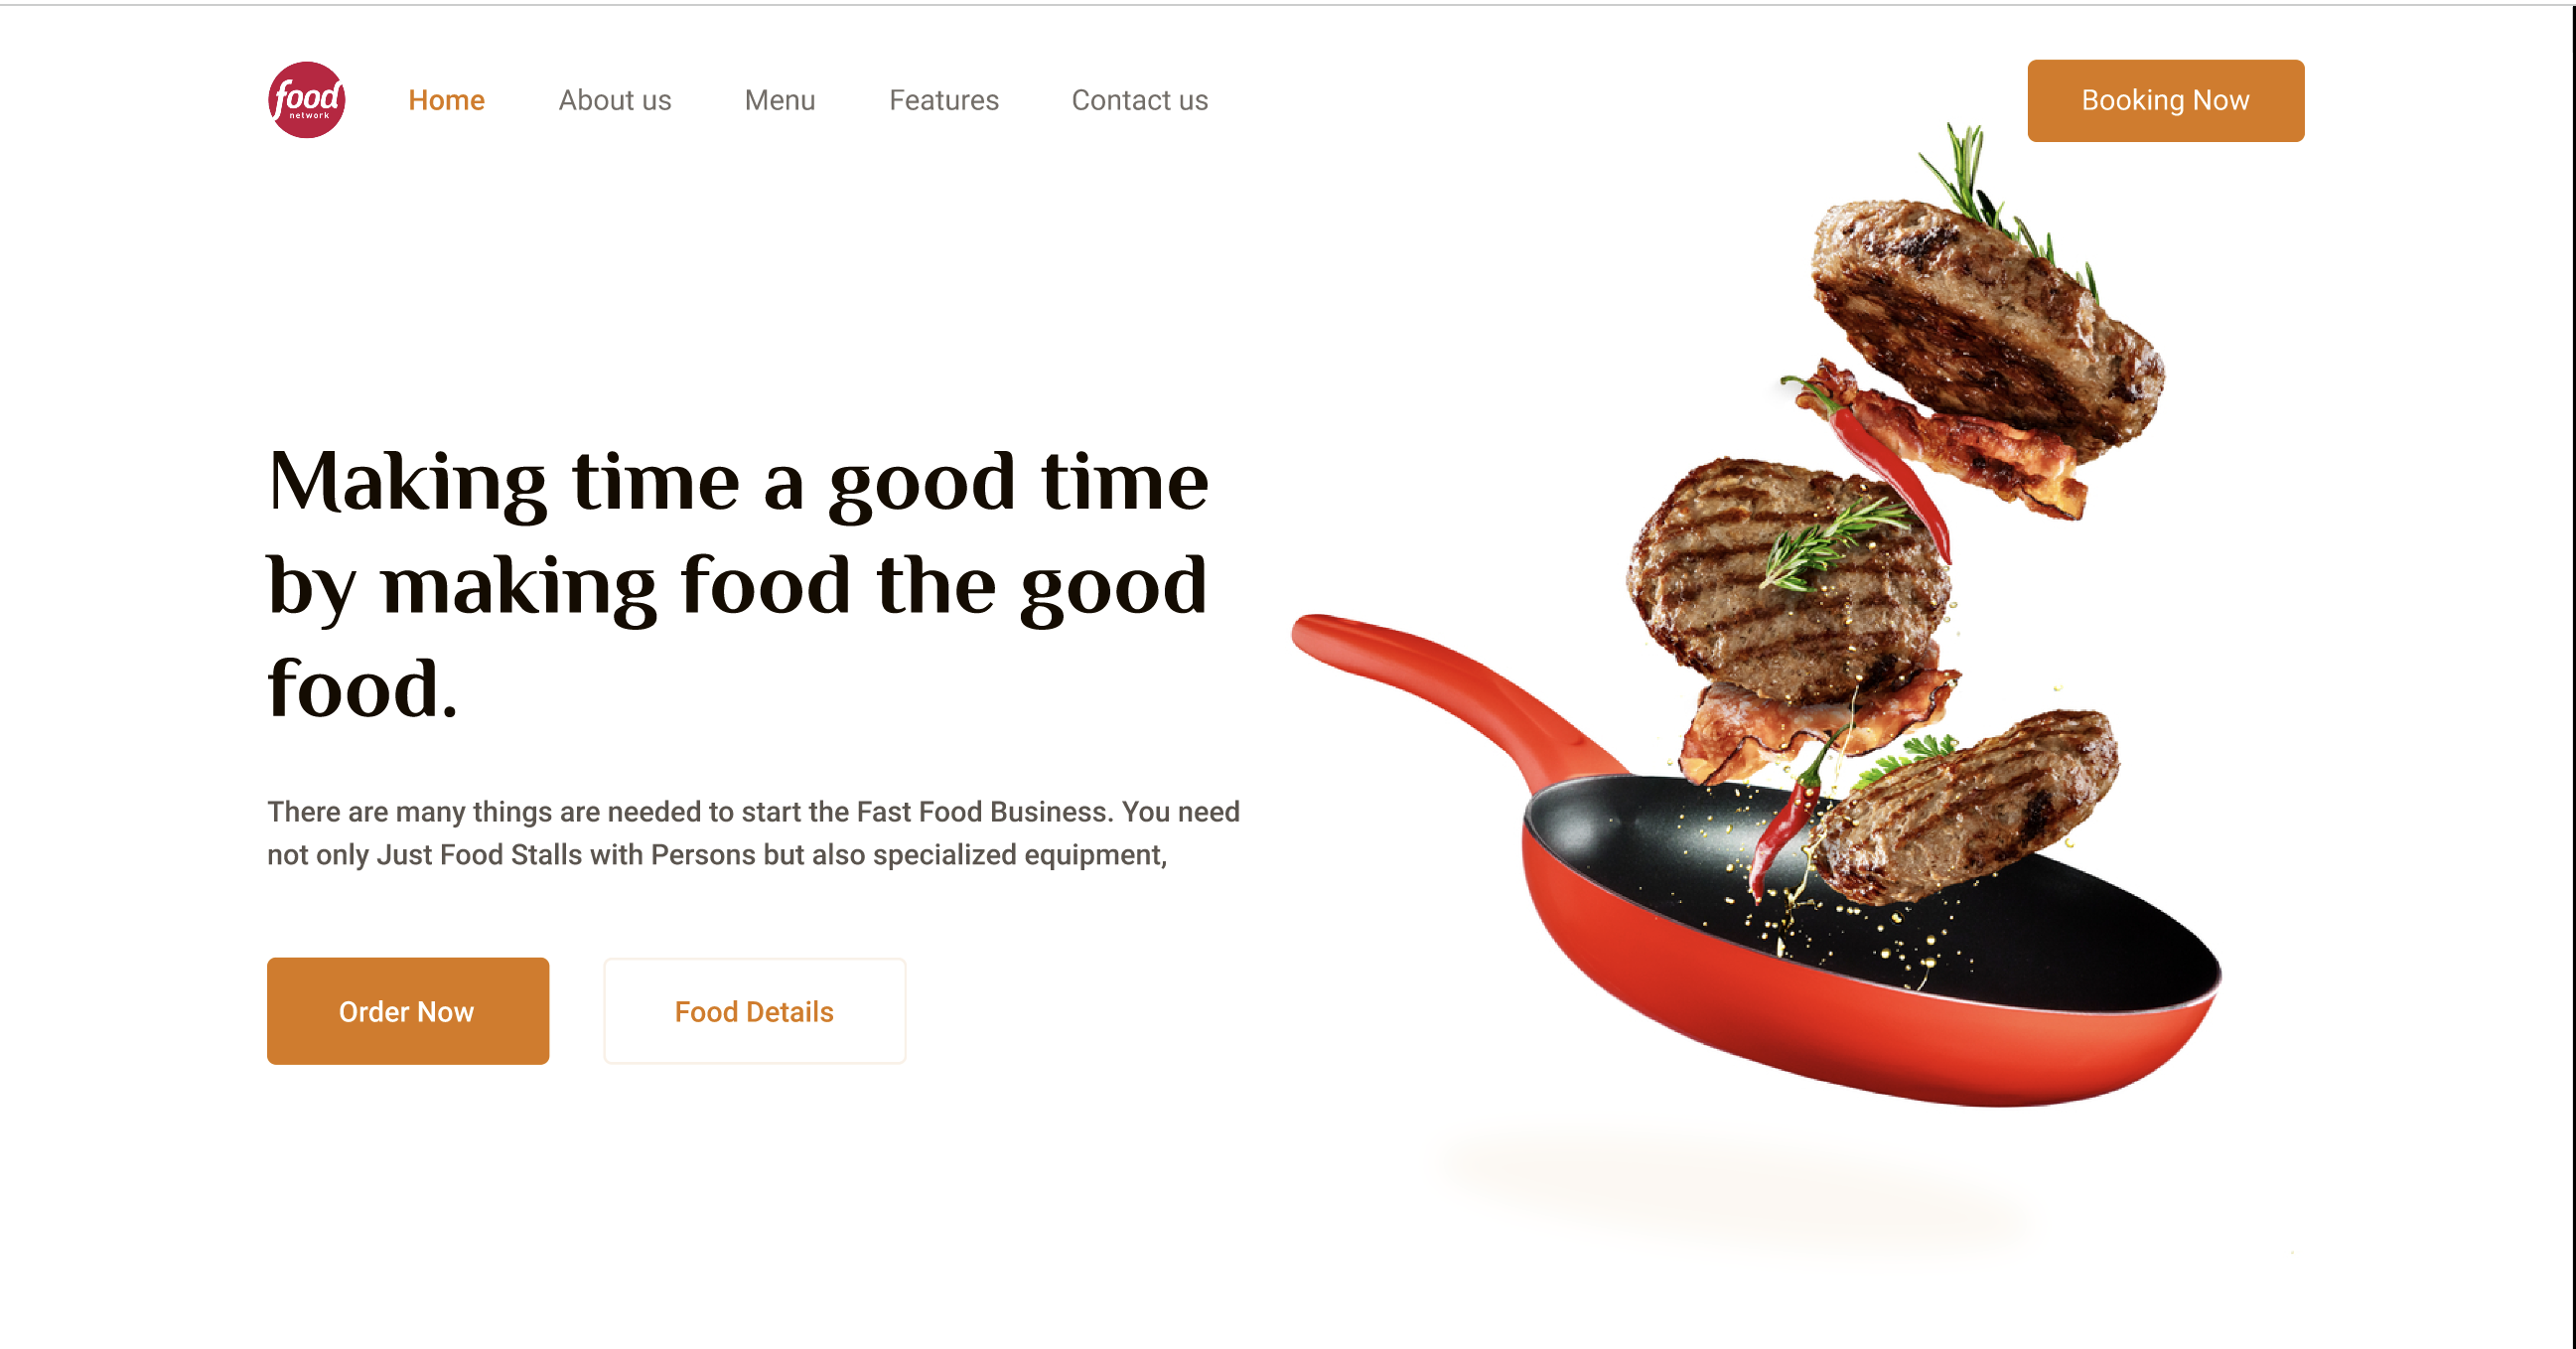 food
network
Home About us Menu Features Contact us Booking Now
Making time a good time
by making food the good
food.
There are many things are needed to start the Fast Food Business. You need
not only Just Food Stalls with Persons but also specialized equipment,
Order Now Food Details